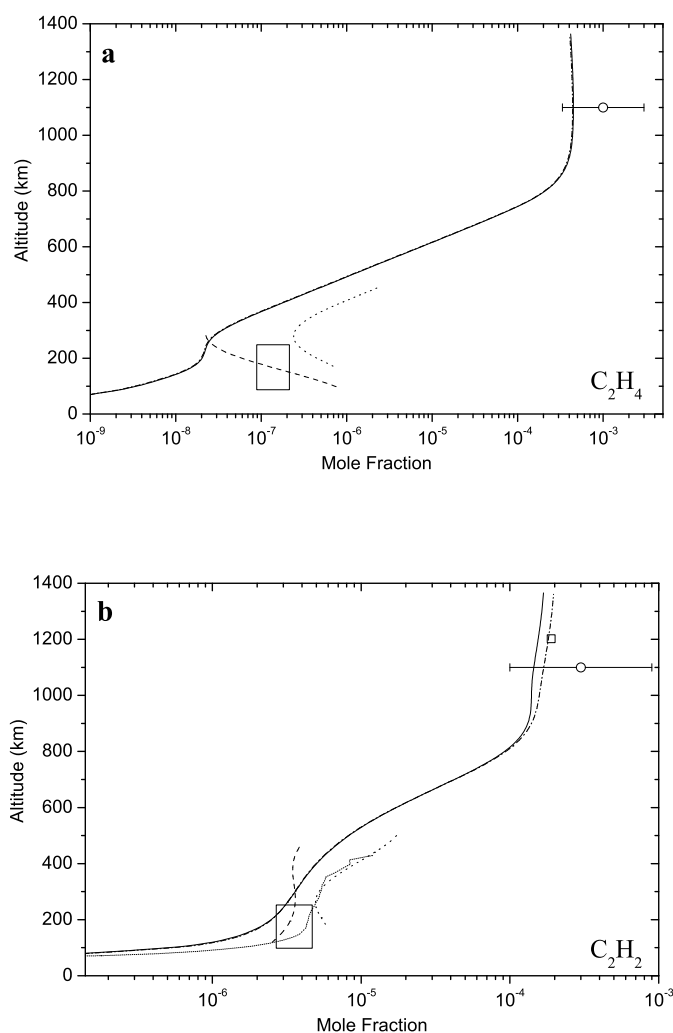 a
1400
1200
1000
800
600
400
200
0
Altitude (km)
C₂H₄
10⁻⁹ 10⁻⁸ 10⁻⁷ 10⁻⁶ 10⁻⁵ 10⁻⁴ 10⁻³
Mole Fraction
b
1400
1200
1000
800
600
400
200
0
Altitude (km)
C₂H₂
10⁻⁶ 10⁻⁵ 10⁻⁴ 10⁻³
Mole Fraction